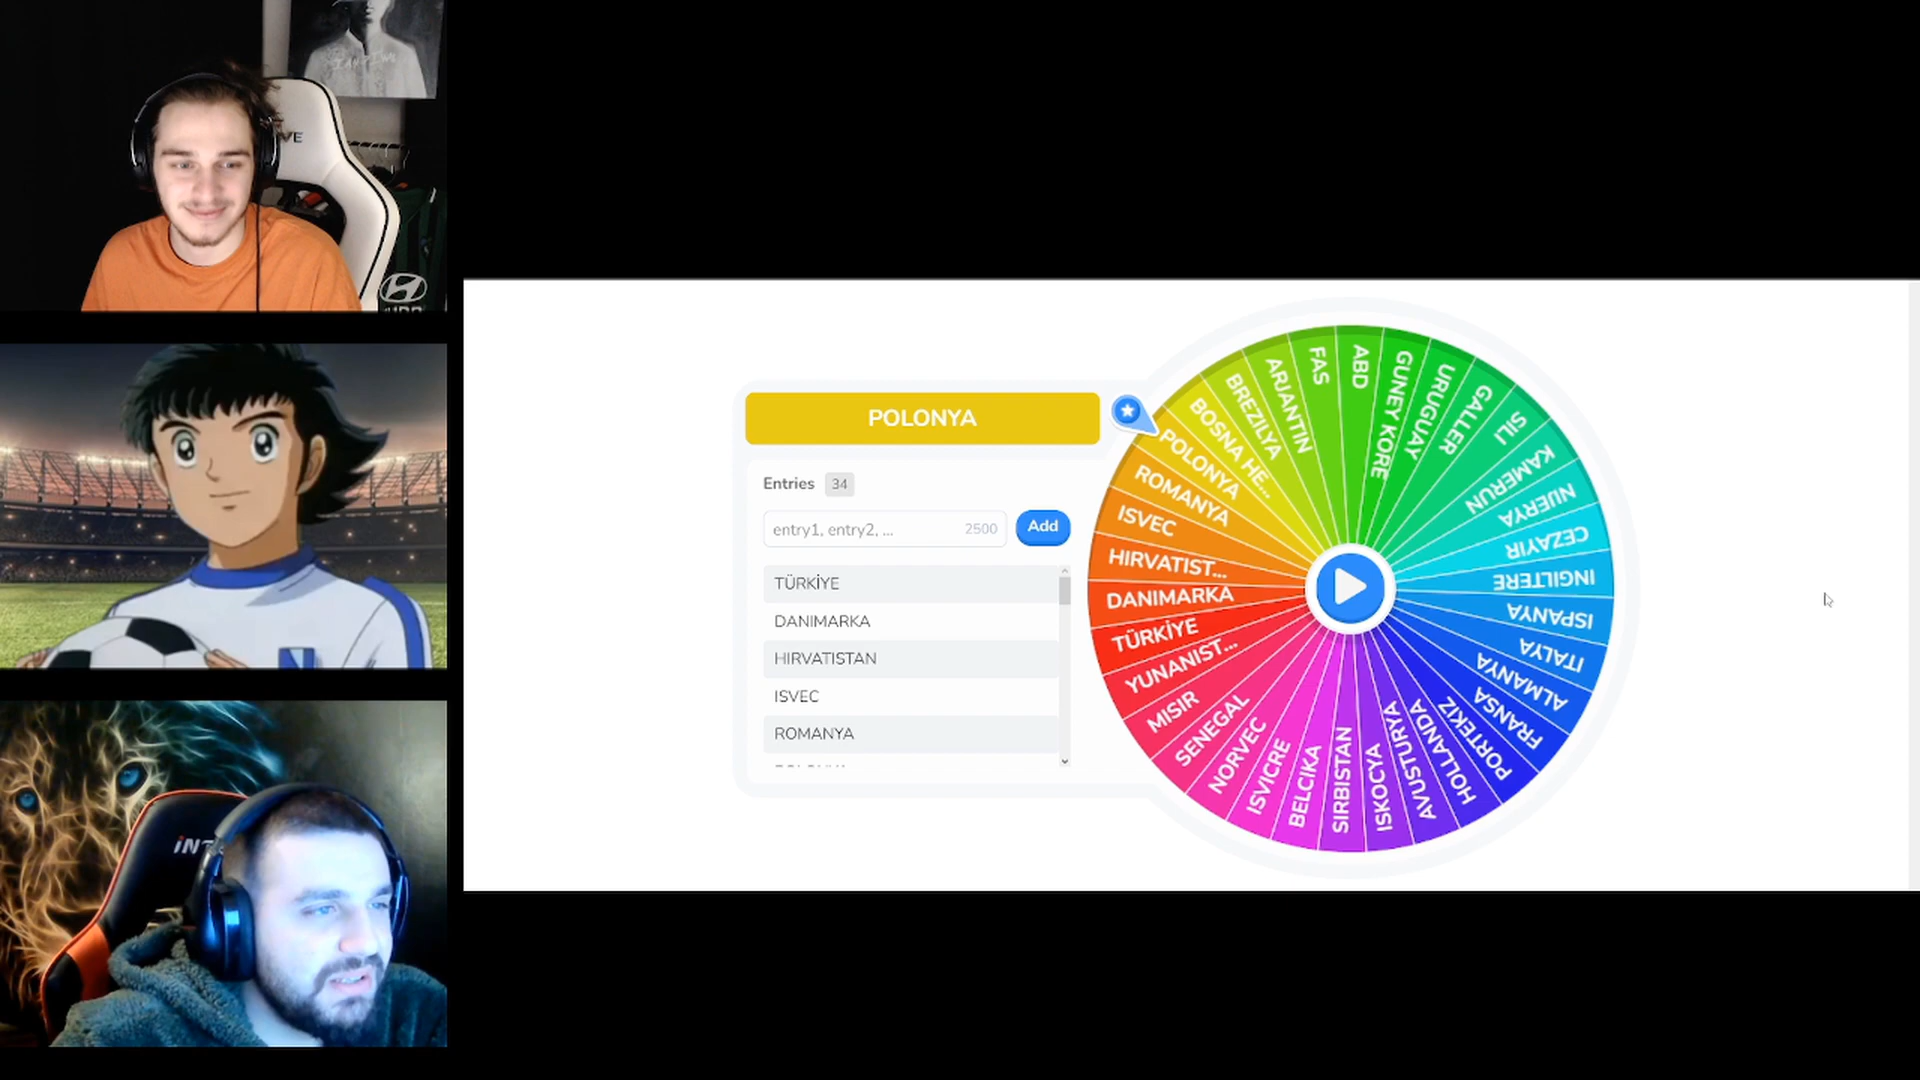 POLONYA
Entries 34
entry1, entry2, ... 2500
Add
TÜRKİYE
DANIMARKA
HIRVATISTAN
ISVEC
ROMANYA
POLONYA
BOSNA HE...
BREZILYA
ARJANTIN
FAS
ABD
GUNEY KORE
URUGUAY
GALLER
SILI
KAMERUN
NIJERYA
CEZAYIR
INGILTERE
ISPANYA
ITALYA
ALMANYA
FRANSA
PORTEKIZ
HOLLANDA
AVUSTURYA
ISKOCYA
SIRBISTAN
BELCIKA
ISVICRE
NORVEC
SENEGAL
MISIR
YUNANIST...
TÜRKİYE
DANIMARKA
HIRVATIST...
ISVEC
ROMANYA